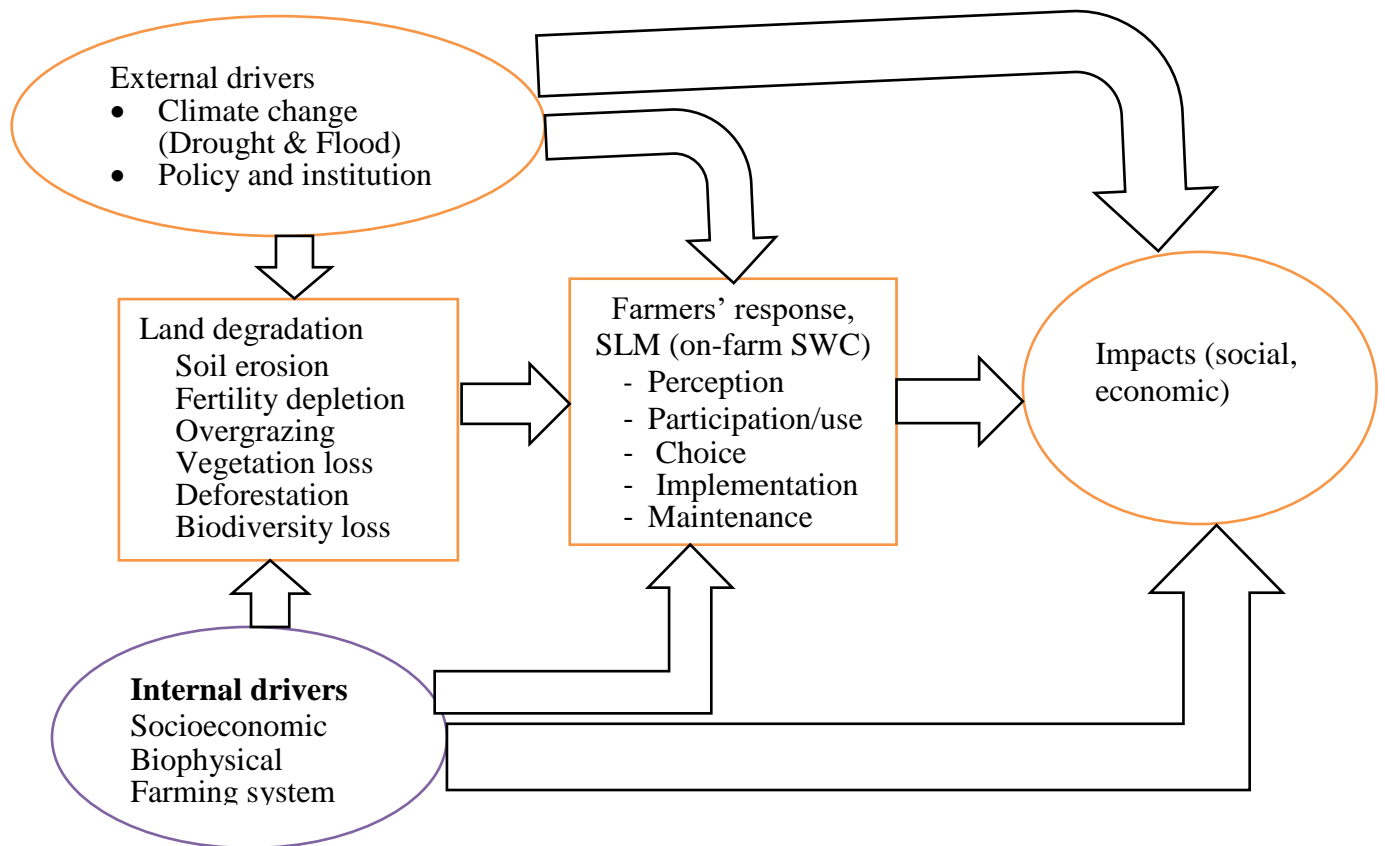 External drivers
• Climate change
(Drought & Flood)
• Policy and institution
Land degradation
Soil erosion
Fertility depletion
Overgrazing
Vegetation loss
Deforestation
Biodiversity loss
Farmers’ response,
SLM (on-farm SWC)
- Perception
- Participation/use
- Choice
- Implementation
- Maintenance
Impacts (social,
economic)
Internal drivers
Socioeconomic
Biophysical
Farming system